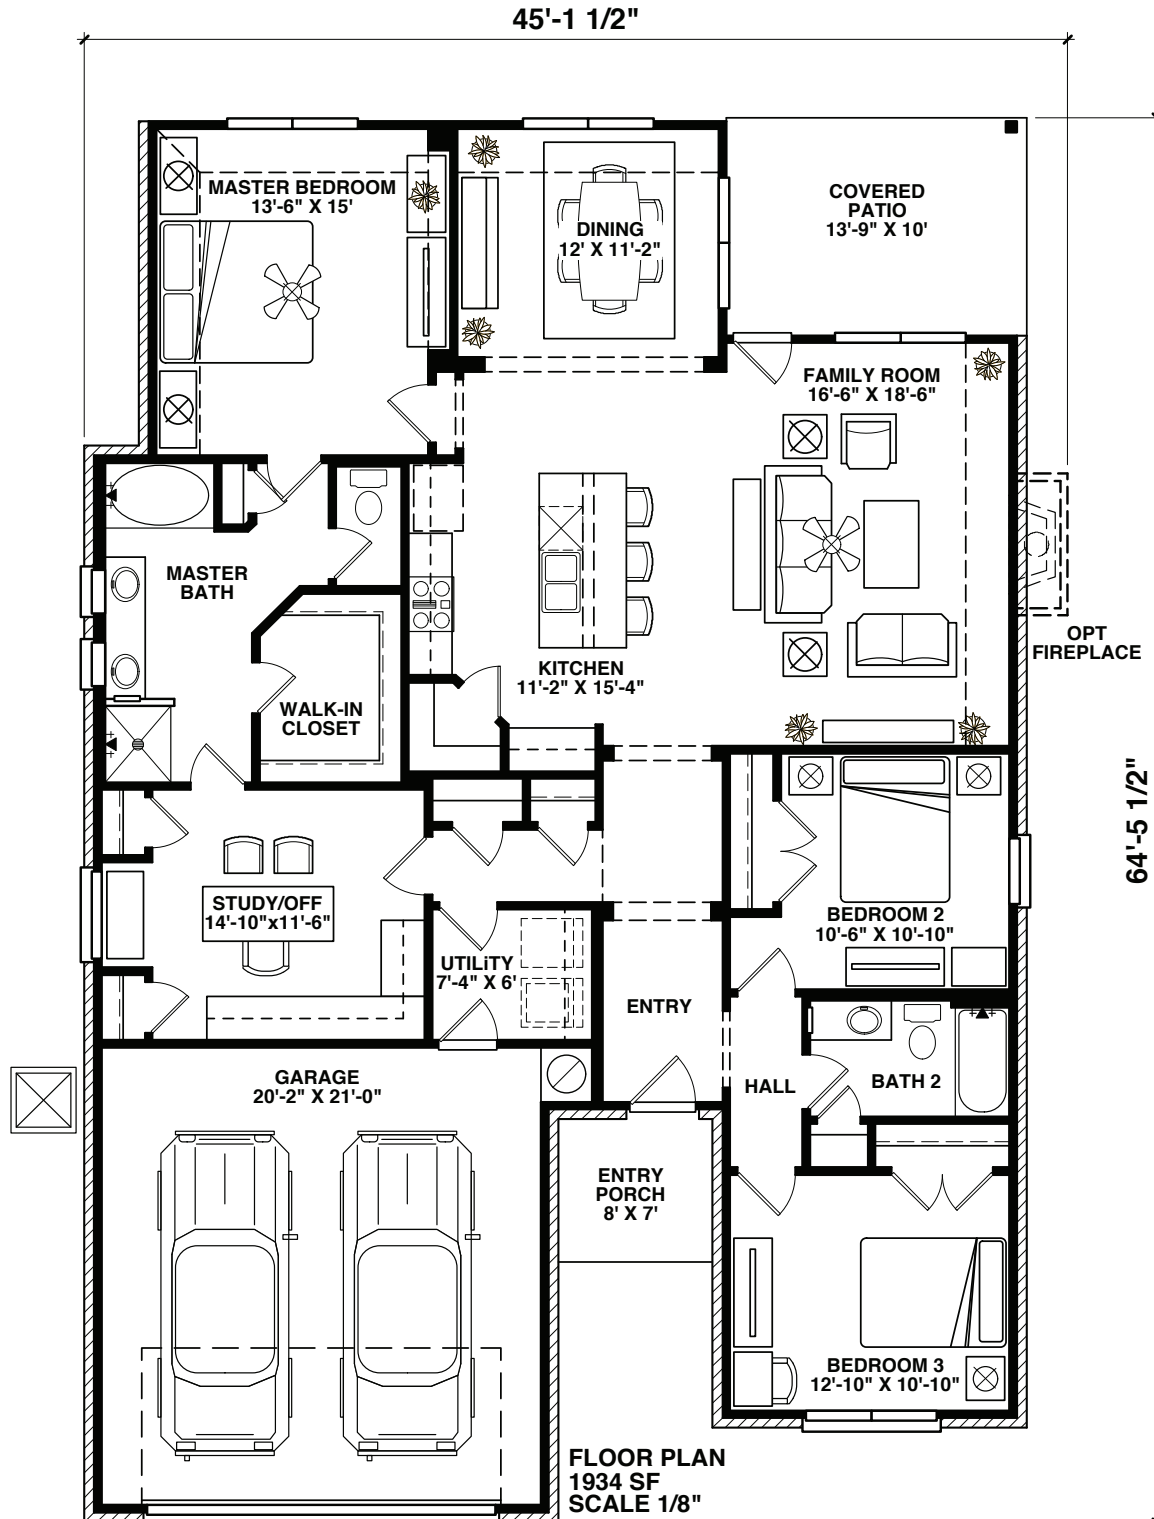 45'-1 1/2"
MASTER BEDROOM
13'-6" X 15'
DINING
12' X 11'-2"
COVERED
PATIO
13'-9" X 10'
FAMILY ROOM
16'-6" X 18'-6"
MASTER
BATH
OPT
FIREPLACE
KITCHEN
11'-2" X 15'-4"
WALK-IN
CLOSET
64'-5 1/2"
STUDY/OFF
14'-10"x11'-6"
BEDROOM 2
10'-6" X 10'-10"
UTILiTY
7'-4" X 6'
ENTRY
GARAGE
20'-2" X 21'-0"
HALL
BATH 2
ENTRY
PORCH
8' X 7'
BEDROOM 3
12'-10" X 10'-10"
FLOOR PLAN
1934 SF
SCALE 1/8"